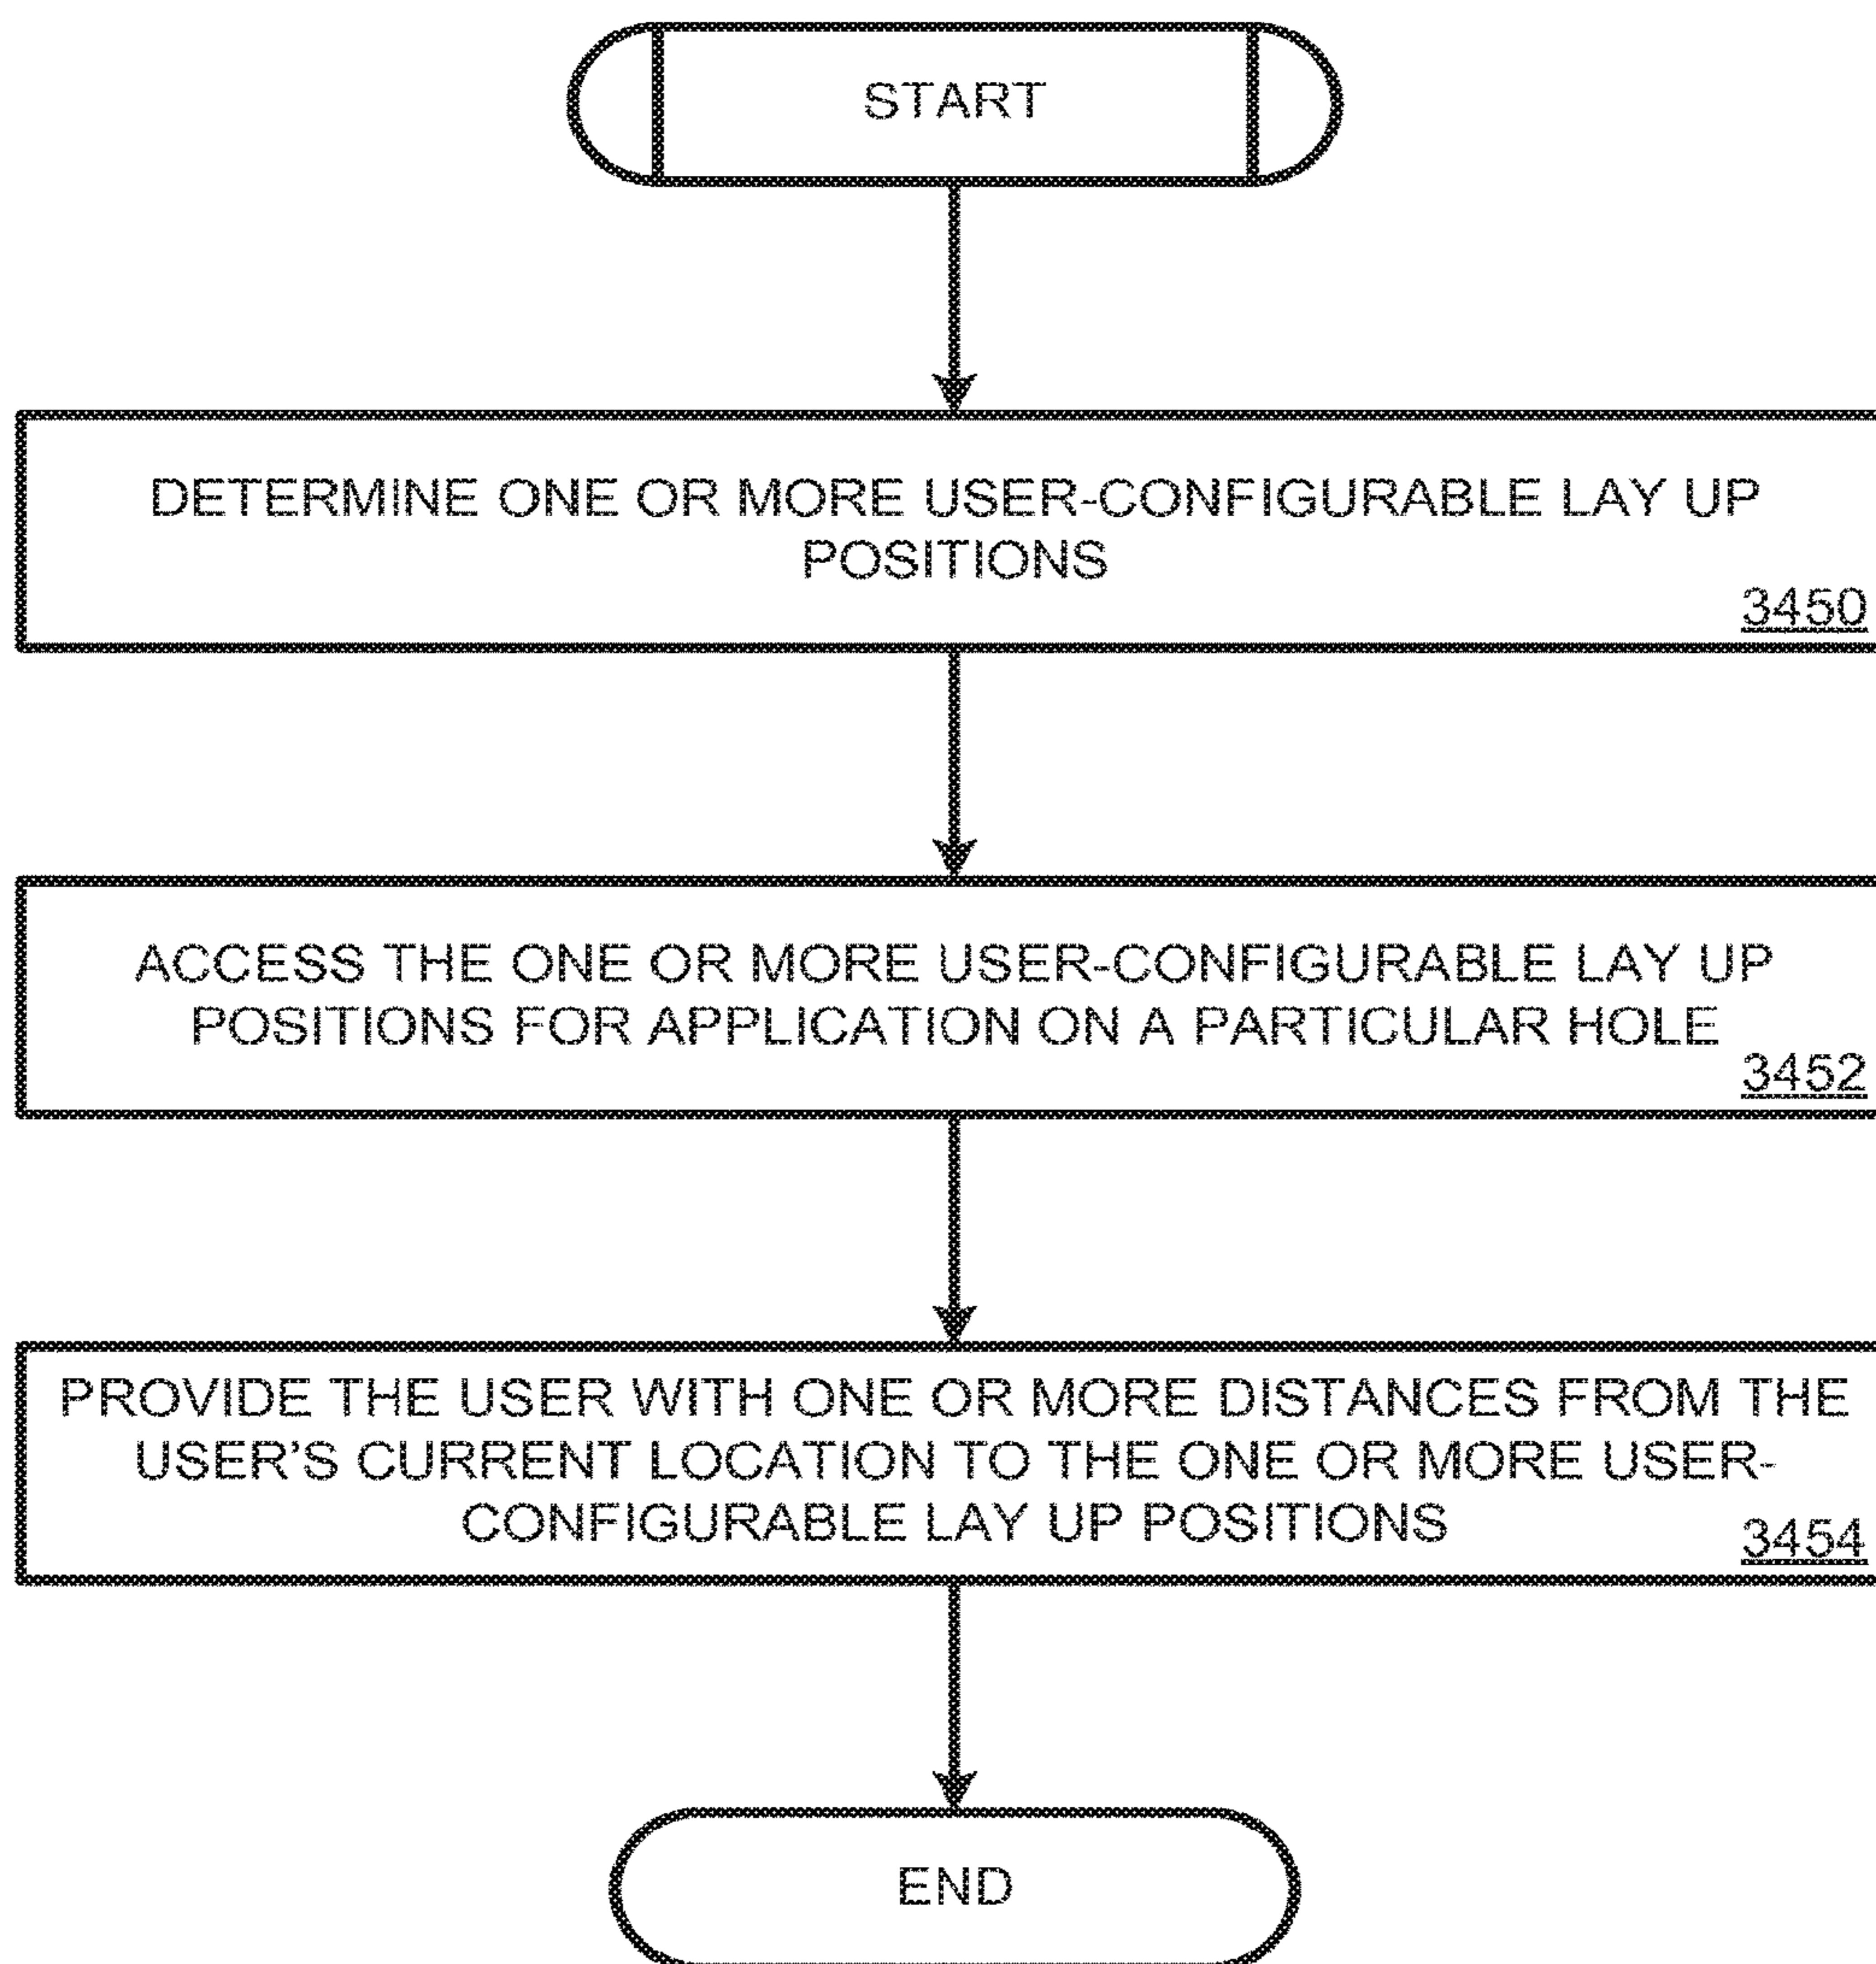 START
DETERMINE ONE OR MORE USER-CONFIGURABLE LAY UP
POSITIONS
3450
ACCESS THE ONE OR MORE USER-CONFIGURABLE LAY UP
POSITIONS FOR APPLICATION ON A PARTICULAR HOLE
3452
PROVIDE THE USER WITH ONE OR MORE DISTANCES FROM THE
USER'S CURRENT LOCATION TO THE ONE OR MORE USER-
CONFIGURABLE LAY UP POSITIONS
3454
END